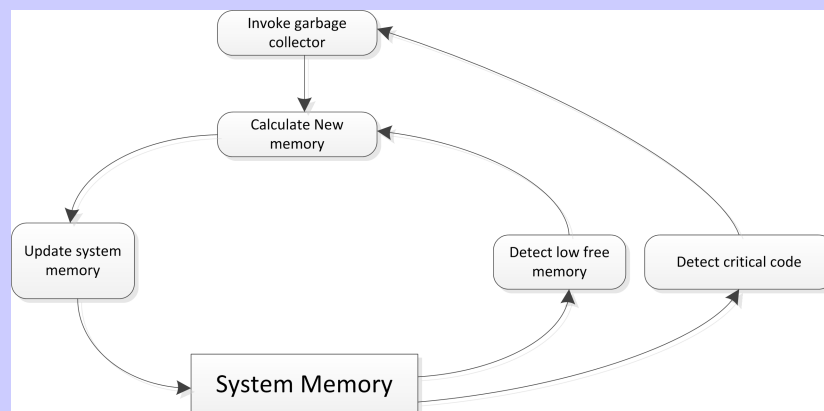 Invoke garbage
collector
Calculate New
memory
Update system
memory
Detect low free
memory
Detect critical code
System Memory